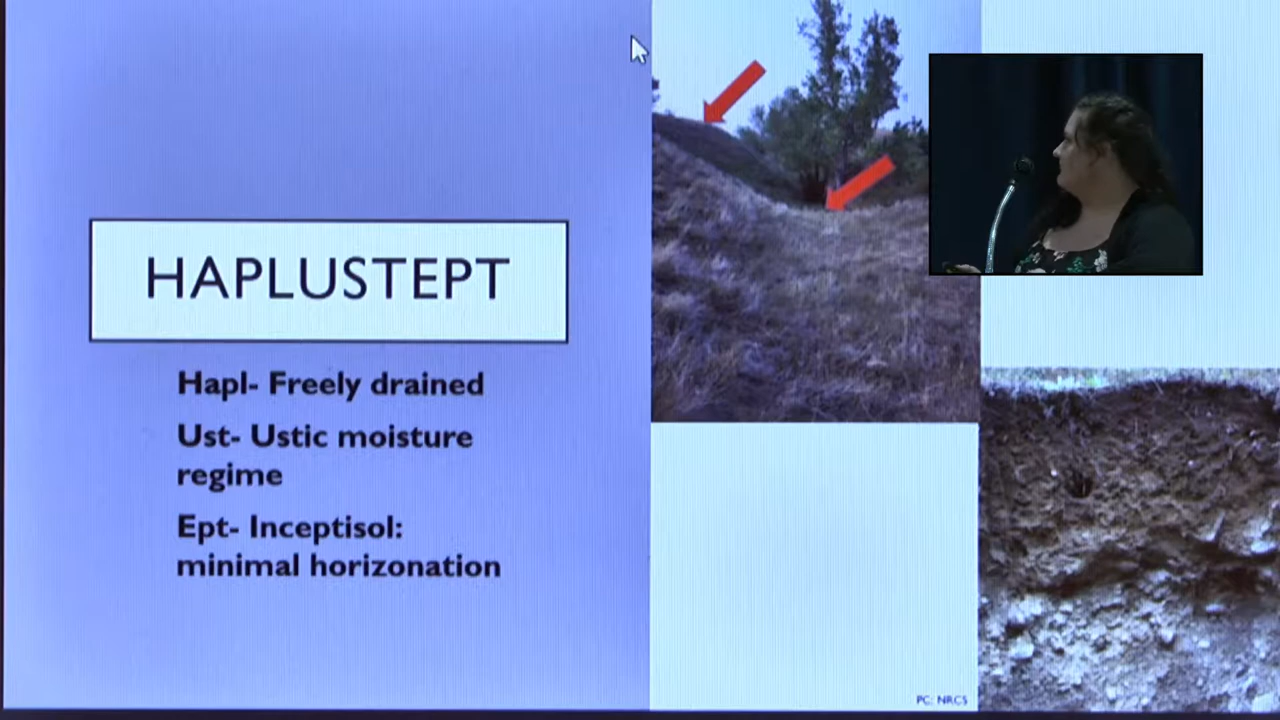 HAPLUSTEPT
Hapl- Freely drained
Ust- Ustic moisture
regime
Ept- Inceptisol:
minimal horizonation
PC: NRCS